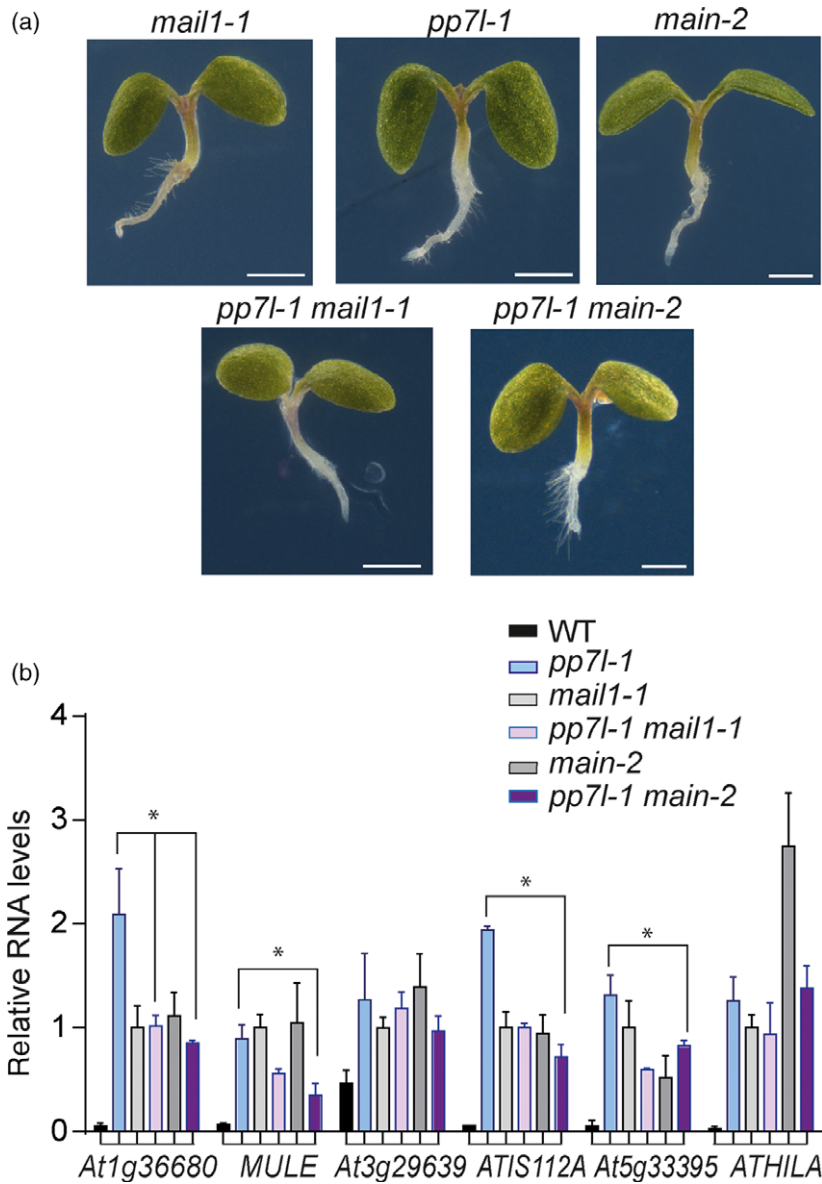 (a)
mail1-1
pp7l-1
main-2
pp7l-1 mail1-1
pp7l-1 main-2
(b)
WT
pp7l-1
mail1-1
pp7l-1 mail1-1
main-2
pp7l-1 main-2
Relative RNA levels
4
3
2
1
0
*
*
*
*
At1g36680
MULE
At3g29639
ATIS112A
At5g33395
ATHILA